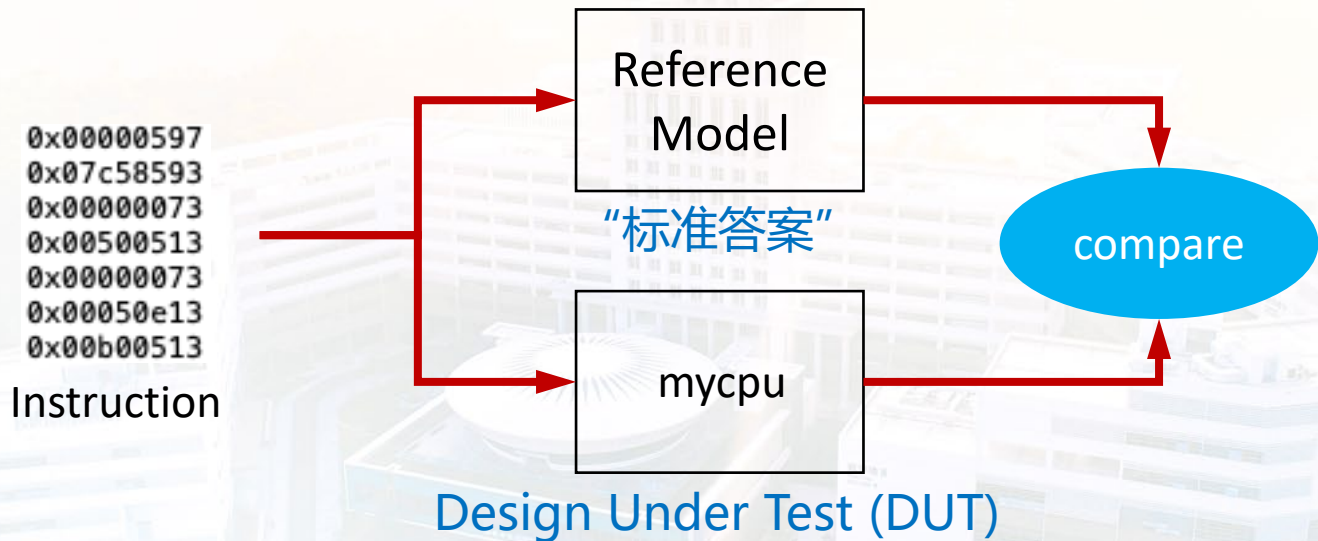 0x00000597
0x07c58593
0x00000073
0x00500513
0x00000073
0x00050e13
0x00b00513
Instruction
Reference
Model
“标准答案”
mycpu
Design Under Test (DUT)
compare